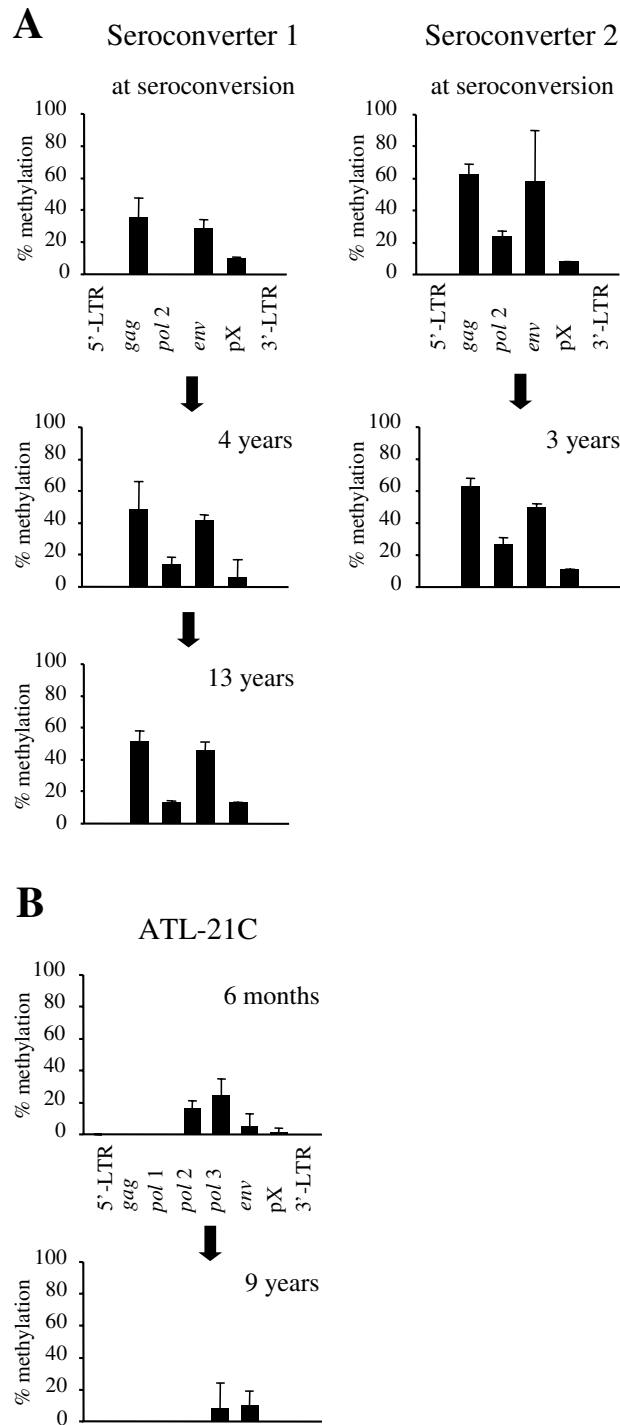 A
Seroconverter 1
at seroconversion
% methylation
100
80
60
40
20
0
5’-LTR
gag
pol 2
env
pX
3’-LTR
4 years
% methylation
100
80
60
40
20
0
13 years
% methylation
100
80
60
40
20
0
Seroconverter 2
at seroconversion
% methylation
100
80
60
40
20
0
5’-LTR
gag
pol 2
env
pX
3’-LTR
3 years
% methylation
100
80
60
40
20
0
B
ATL-21C
6 months
% methylation
100
80
60
40
20
0
5’-LTR
gag
pol 1
pol 2
pol 3
env
pX
3’-LTR
9 years
% methylation
100
80
60
40
20
0